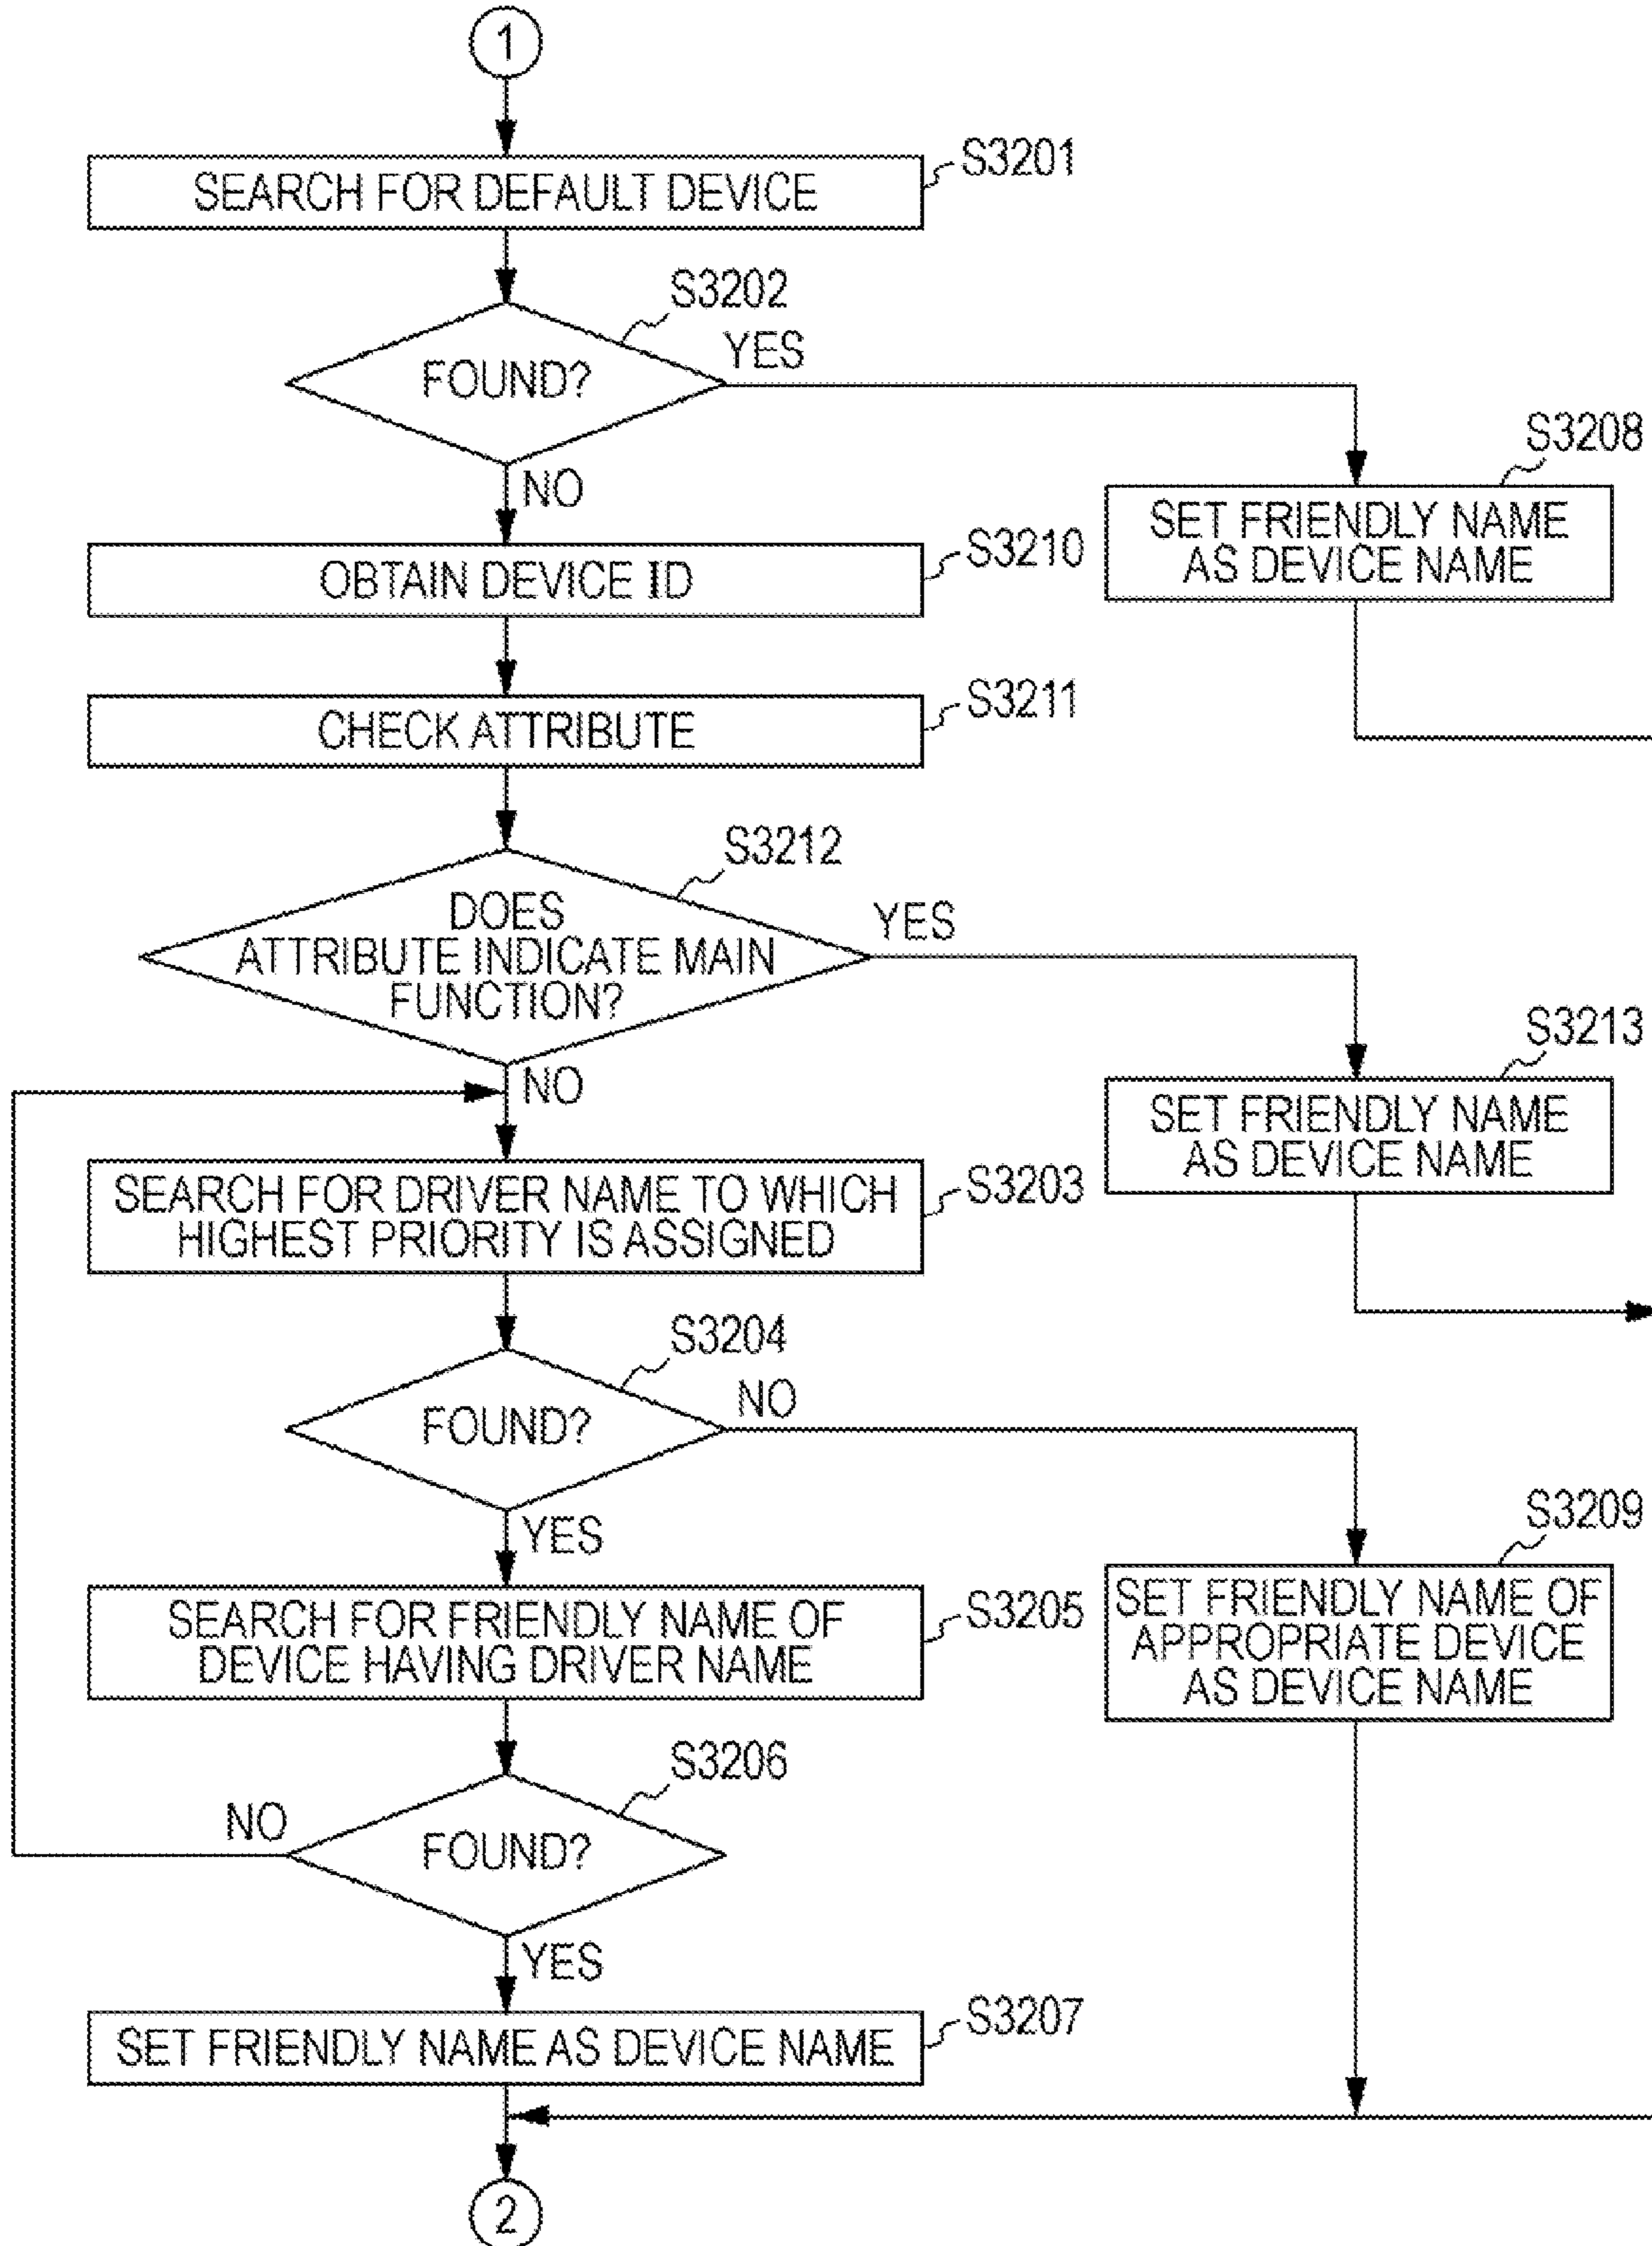 1
S3201
SEARCH FOR DEFAULT DEVICE
S3202
FOUND?
YES
NO
S3208
SET FRIENDLY NAME
AS DEVICE NAME
S3210
OBTAIN DEVICE ID
S3211
CHECK ATTRIBUTE
S3212
DOES
ATTRIBUTE INDICATE MAIN
FUNCTION?
YES
NO
S3213
SET FRIENDLY NAME
AS DEVICE NAME
S3203
SEARCH FOR DRIVER NAME TO WHICH
HIGHEST PRIORITY IS ASSIGNED
S3204
FOUND?
NO
YES
S3209
SET FRIENDLY NAME OF
APPROPRIATE DEVICE
AS DEVICE NAME
S3205
SEARCH FOR FRIENDLY NAME OF
DEVICE HAVING DRIVER NAME
S3206
FOUND?
NO
YES
S3207
SET FRIENDLY NAME AS DEVICE NAME
2